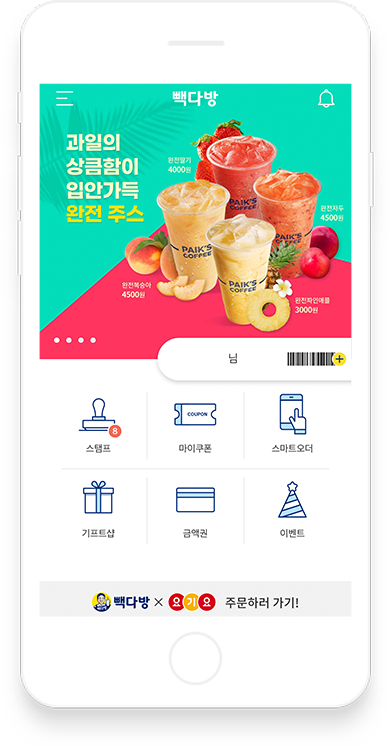 빽다방
과일의
상큼함이
입안가득
완전 주스
완전딸기
4000원
완전자두
4500원
PAIK'S
COFFEE
PAIK'S
COFFEE
PAIK'S
COFFEE
PAIK'S
COFFEE
완전복숭아
4500원
완전파인애플
3000원
님
8
COUPON
스탬프
마이쿠폰
스마트오더
기프트샵
금액권
이벤트
빽다방 × 요기요 주문하러 가기!